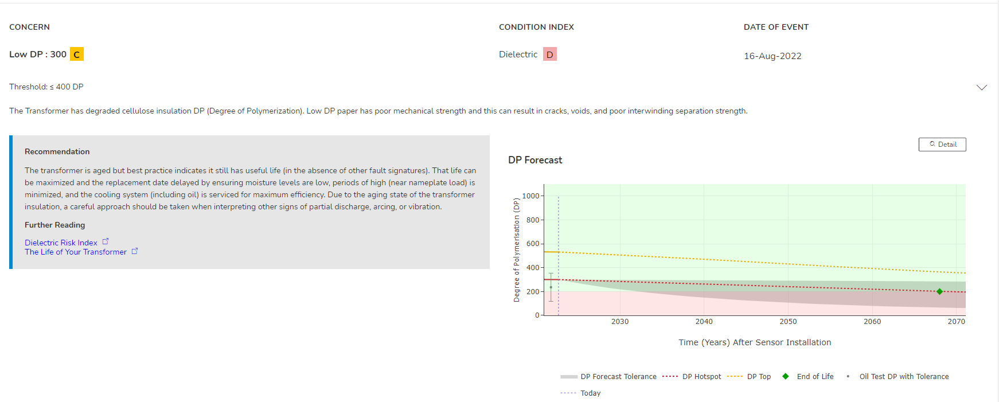 CONCERN
CONDITION INDEX
DATE OF EVENT
Low DP : 300 C
Dielectric D
16-Aug-2022
Threshold: ≤ 400 DP
The Transformer has degraded cellulose insulation DP (Degree of Polymerization). Low DP paper has poor mechanical strength and this can result in cracks, voids, and poor interwinding separation strength.
Recommendation
The transformer is aged but best practice indicates it still has useful life (in the absence of other fault signatures). That life can
be maximized and the replacement date delayed by ensuring moisture levels are low, periods of high (near nameplate load) is
minimized, and the cooling system (including oil) is serviced for maximum efficiency. Due to the aging state of the transformer
insulation, a careful approach should be taken when interpreting other signs of partial discharge, arcing, or vibration.
Further Reading
Dielectric Risk Index
The Life of Your Transformer
Detail
DP Forecast
Degree of Polymerisation (DP)
1000
800
600
400
200
0
2030
2040
2050
2060
2070
Time (Years) After Sensor Installation
DP Forecast Tolerance
DP Hotspot
DP Top
End of Life
Oil Test DP with Tolerance
Today